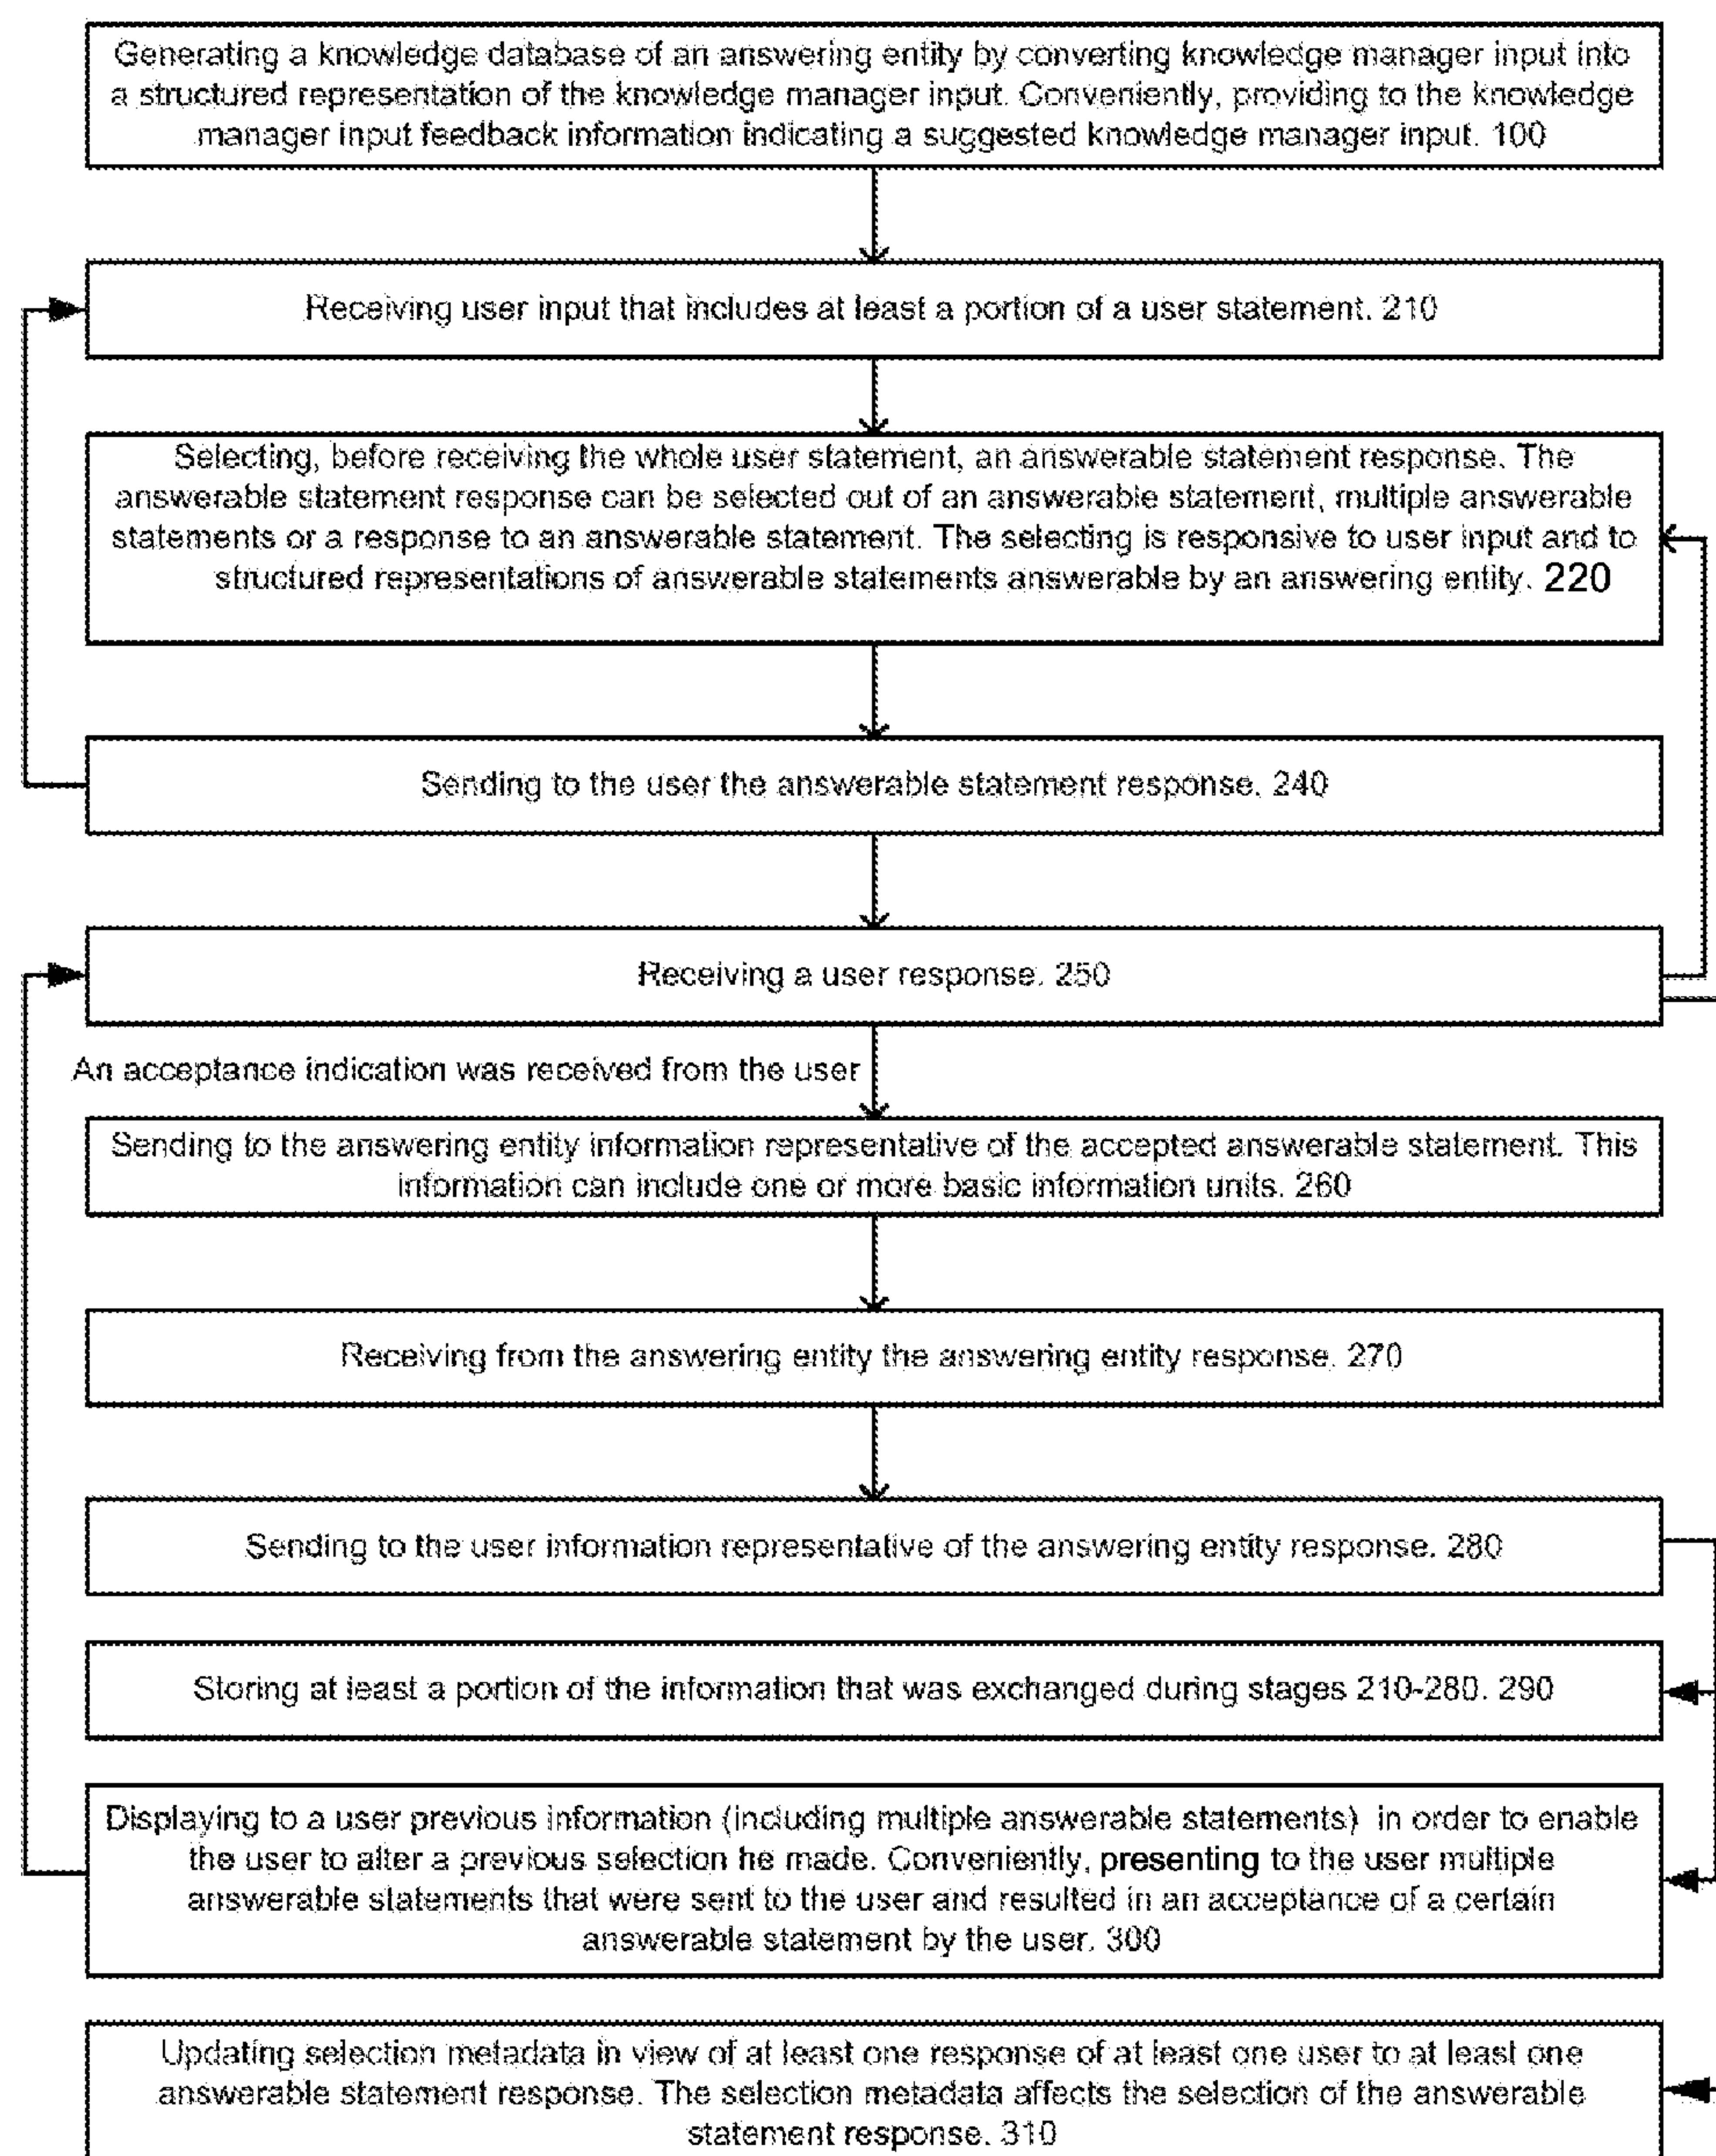 Generating a knowledge database of an answering entity by converting knowledge manager input into
a structured representation of the knowledge manager input. Conveniently, providing to the knowledge
manager input feedback information indicating a suggested knowledge manager input. 100
Receiving user input that includes at least a portion of a user statement. 210
Selecting, before receiving the whole user statement, an answerable statement response. The
answerable statement response can be selected out of an answerable statement, multiple answerable
statements or a response to an answerable statement. The selecting is responsive to user input and to
structured representations of answerable statements answerable by an answering entity. 220
Sending to the user the answerable statement response. 240
Receiving a user response. 250
An acceptance indication was received from the user
Sending to the answering entity information representative of the accepted answerable statement. This
information can include one or more basic information units. 260
Receiving from the answering entity the answering entity response. 270
Sending to the user information representative of the answering entity response. 280
Storing at least a portion of the information that was exchanged during stages 210-280. 290
Displaying to a user previous information (including multiple answerable statements) in order to enable
the user to alter a previous selection he made. Conveniently, presenting to the user multiple
answerable statements that were sent to the user and resulted in an acceptance of a certain
answerable statement by the user. 300
Updating selection metadata in view of at least one response of at least one user to at least one
answerable statement response. The selection metadata affects the selection of the answerable
statement response. 310